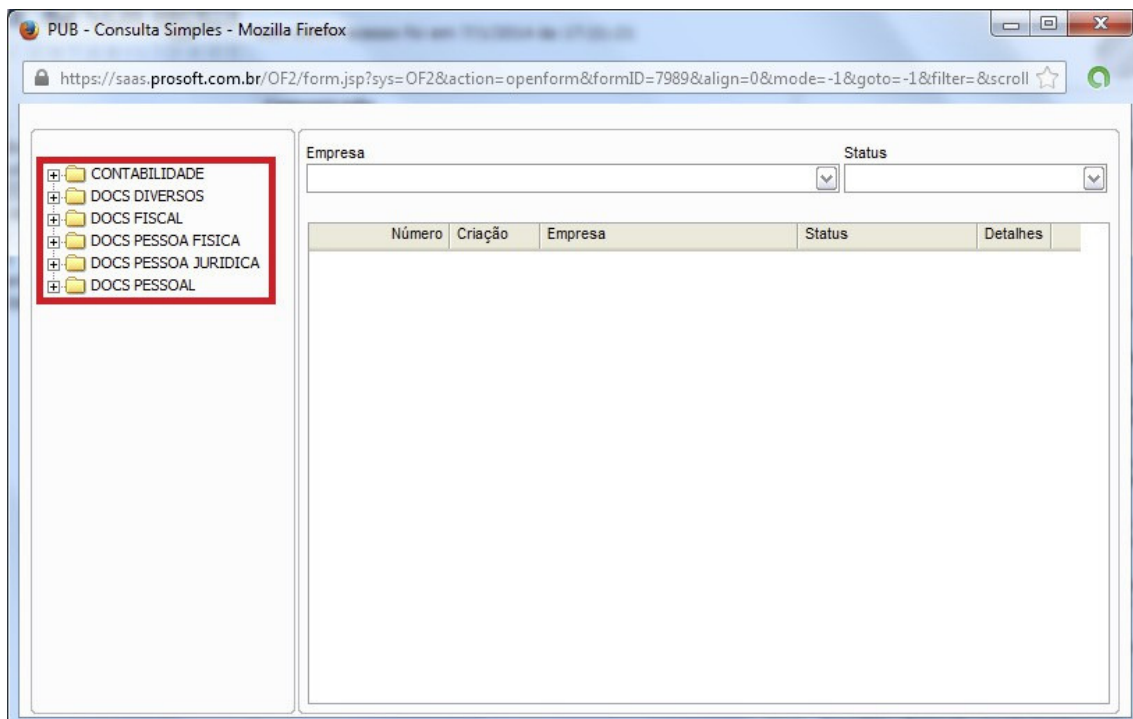 PUB - Consulta Simples - Mozilla Firefox
https://saas.prosoft.com.br/OF2/form.jsp?sys=OF2&action=openform&formID=7989&align=0&mode=-1&goto=-1&filter=&scroll
CONTABILIDADE
DOCS DIVERSOS
DOCS FISCAL
DOCS PESSOA FISICA
DOCS PESSOA JURIDICA
DOCS PESSOAL
Empresa Status
Número Criação Empresa Status Detalhes